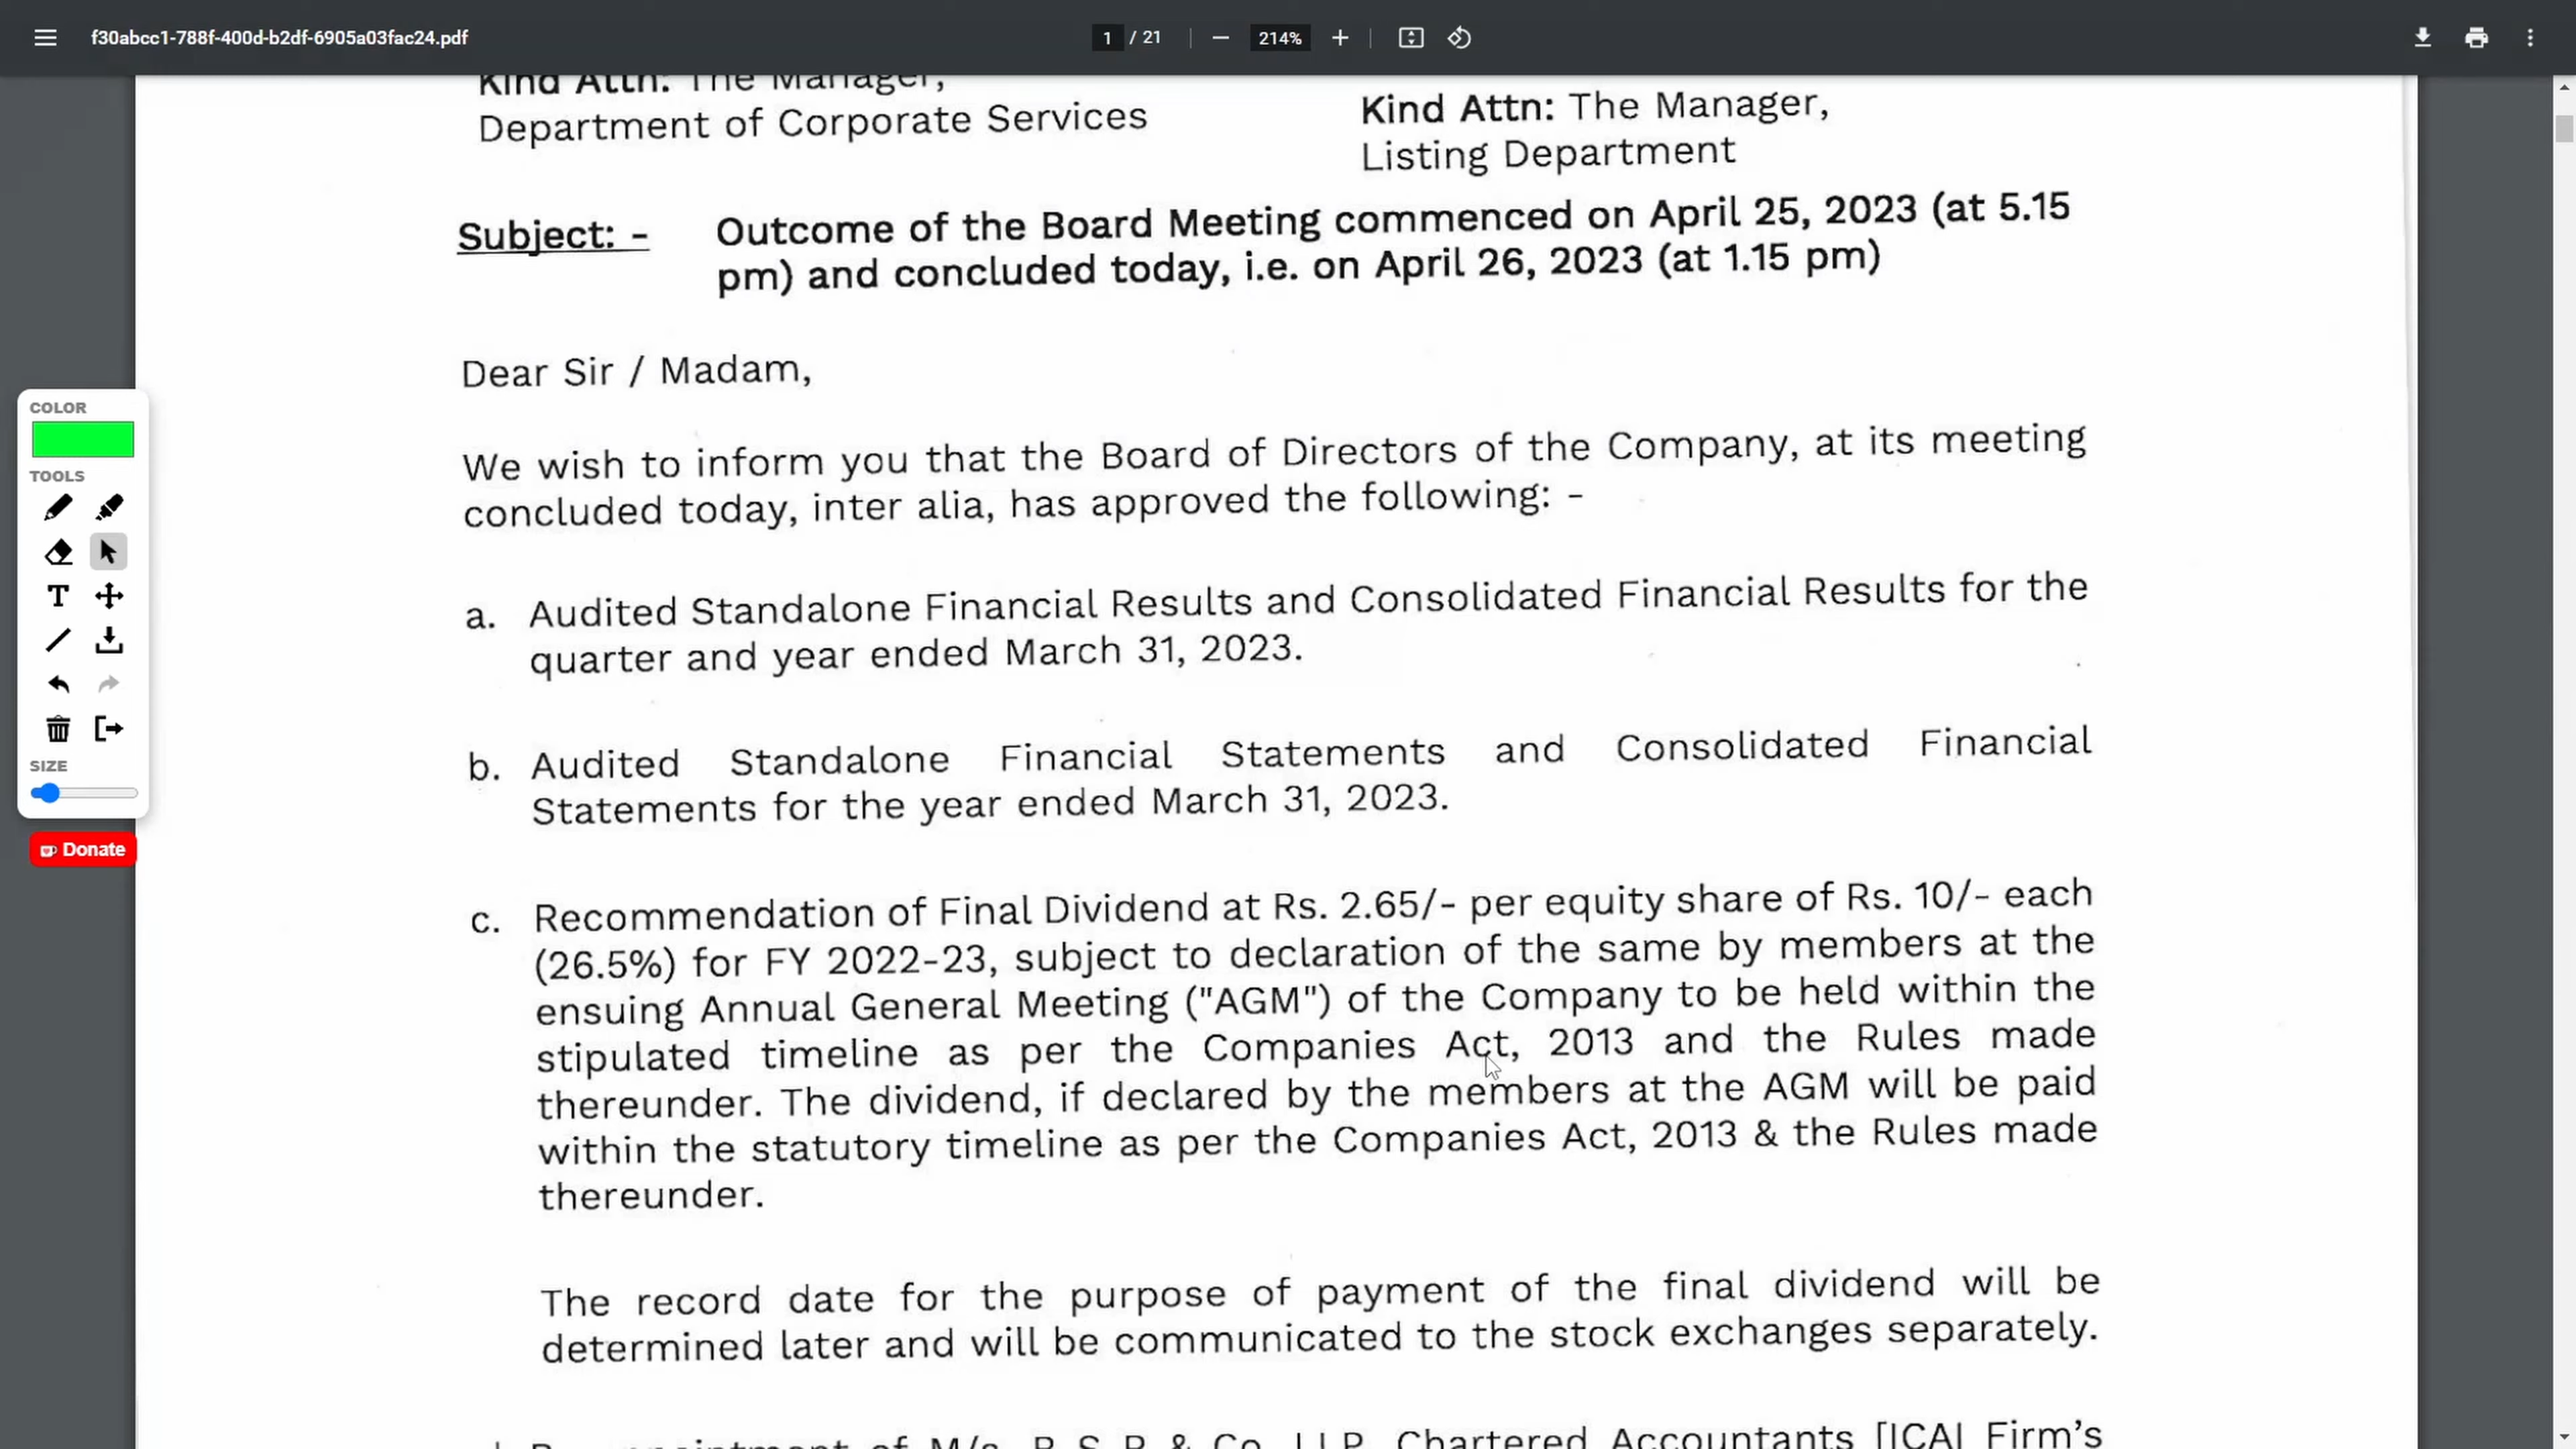 f30abcc1-788f-400d-b2df-6905a03fac24.pdf
1 / 21
214%
Kind Attn: The Manager,
Department of Corporate Services
Kind Attn: The Manager,
Listing Department
Subject: - Outcome of the Board Meeting commenced on April 25, 2023 (at 5.15
pm) and concluded today, i.e. on April 26, 2023 (at 1.15 pm)
Dear Sir / Madam,
We wish to inform you that the Board of Directors of the Company, at its meeting
concluded today, inter alia, has approved the following: -
a. Audited Standalone Financial Results and Consolidated Financial Results for the
quarter and year ended March 31, 2023.
b. Audited Standalone Financial Statements and Consolidated Financial
Statements for the year ended March 31, 2023.
c. Recommendation of Final Dividend at Rs. 2.65/- per equity share of Rs. 10/- each
(26.5%) for FY 2022-23, subject to declaration of the same by members at the
ensuing Annual General Meeting ("AGM") of the Company to be held within the
stipulated timeline as per the Companies Act, 2013 and the Rules made
thereunder. The dividend, if declared by the members at the AGM will be paid
within the statutory timeline as per the Companies Act, 2013 & the Rules made
thereunder.
The record date for the purpose of payment of the final dividend will be
determined later and will be communicated to the stock exchanges separately.
of M/s. B S R & Co. LLP, Chartered Accountants [ICAI Firm's
COLOR
TOOLS
T
SIZE
Donate